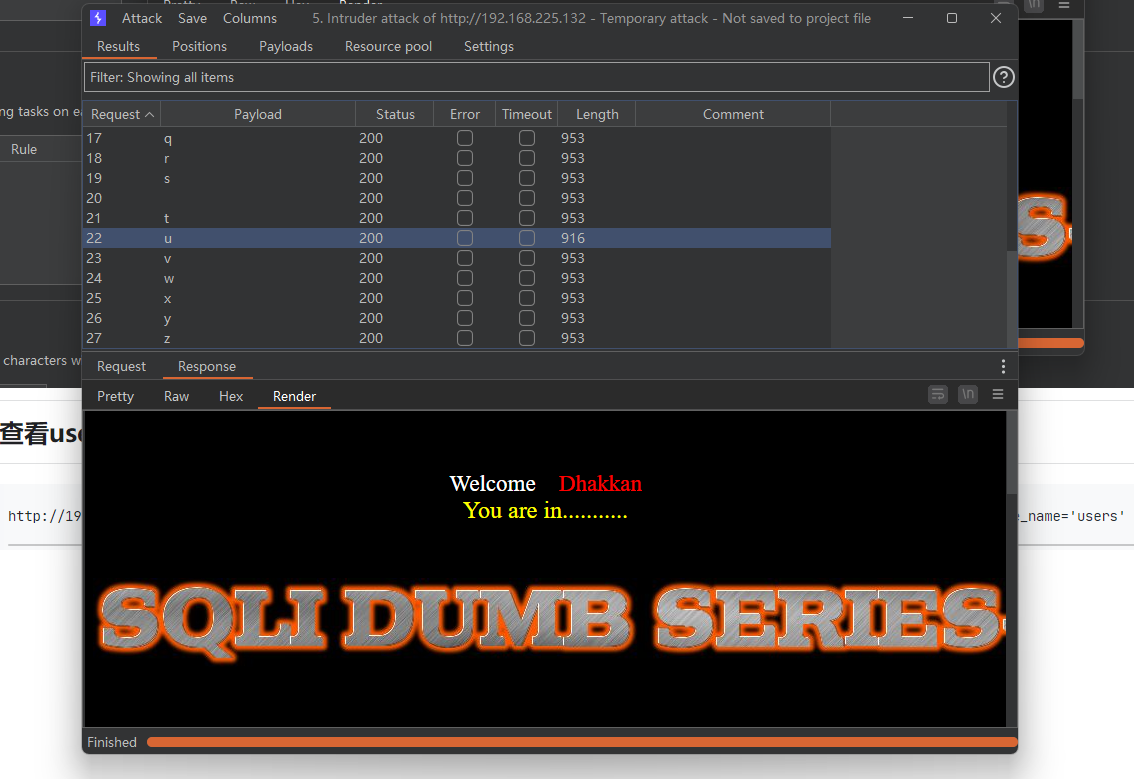 Attack Save Columns 5. Intruder attack of http://192.168.225.132 - Temporary attack - Not saved to project file
Results Positions Payloads Resource pool Settings
Filter: Showing all items
ng tasks on
Request Payload Status Error Timeout Length Comment
17 q 200 953
Rule
18 r 200 953
19 s 200 953
20 200 953
21 t 200 953
22 u 200 916
23 v 200 953
24 w 200 953
25 x 200 953
26 y 200 953
27 z 200 953
characters w
Request Response
Pretty Raw Hex Render
\n
查看use
Welcome Dhakkan
You are in...........
http://19
_name='users'
SQLI DUMB SERIES-
Finished